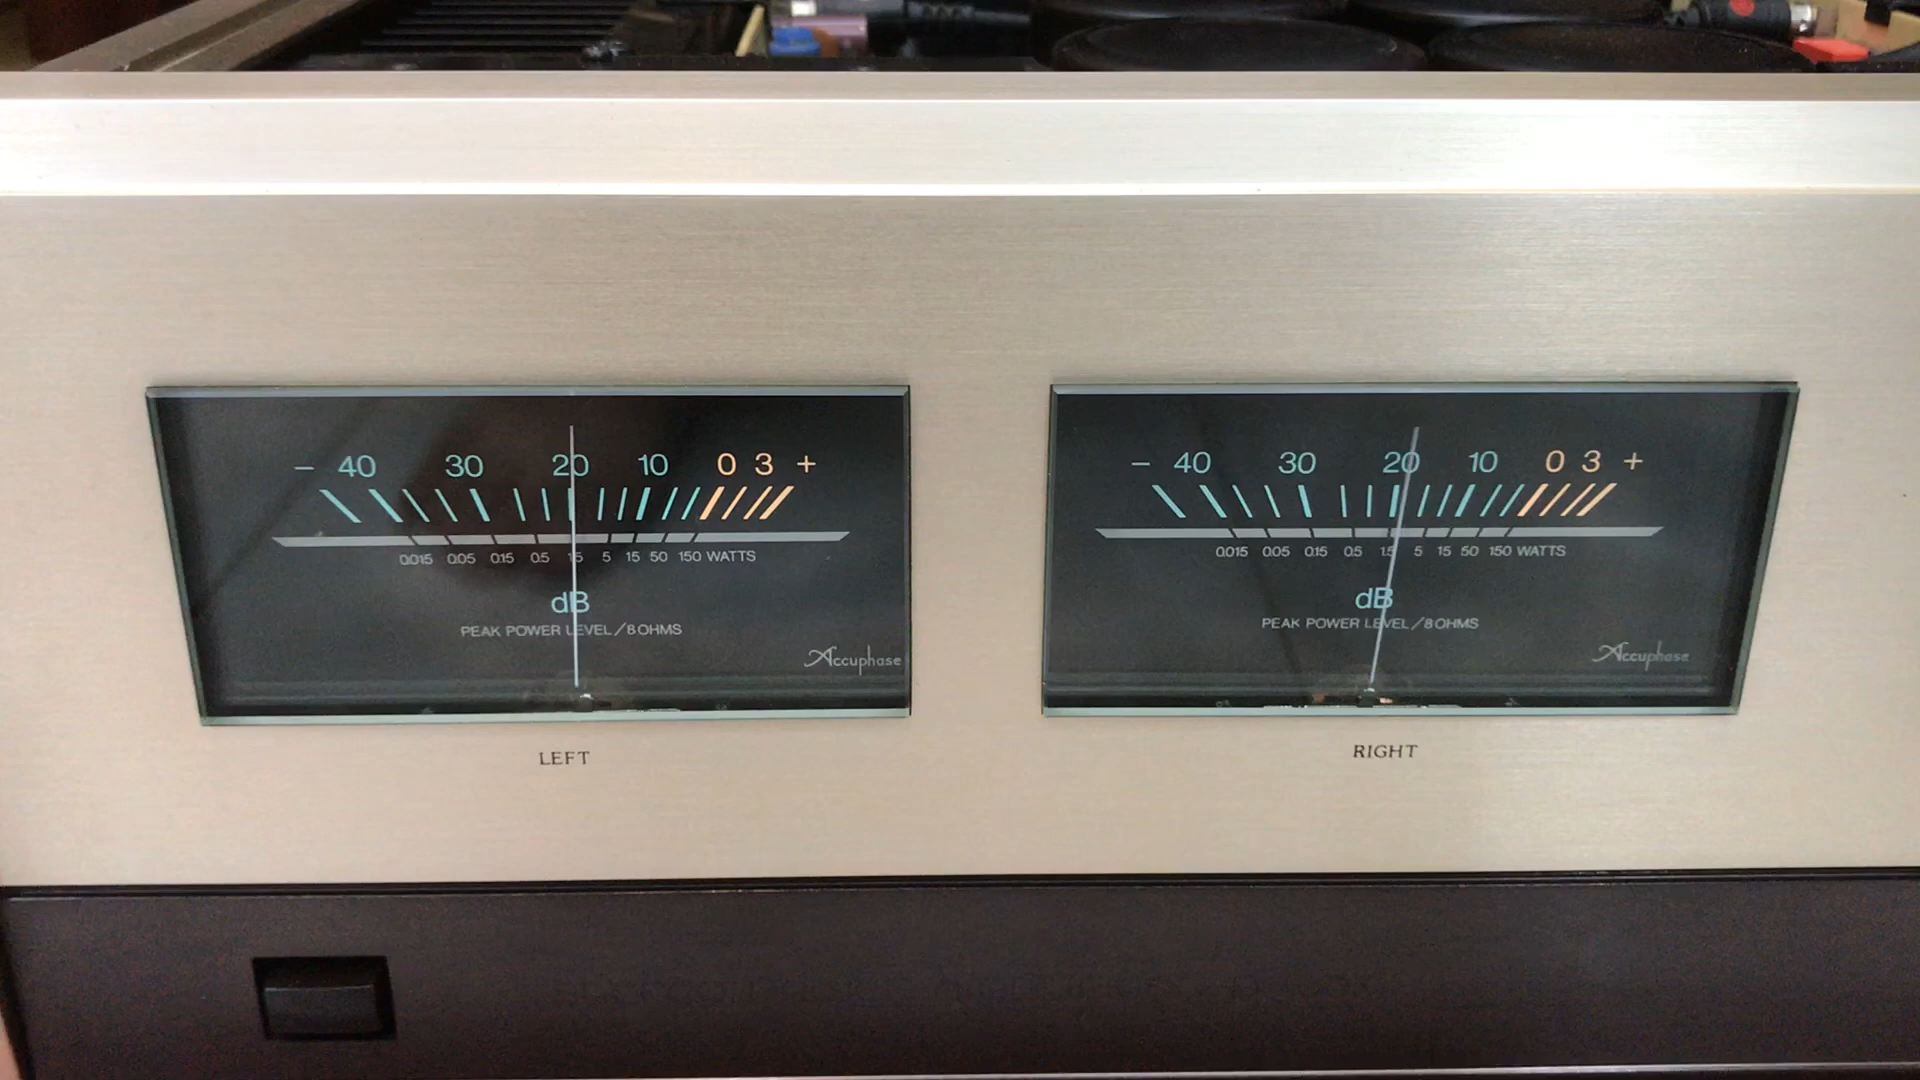 − 40 30 20 10 0 3 +
0.015 0.05 0.15 0.5 1.5 5 15 50 150 WATTS
dB
PEAK POWER LEVEL/8 OHMS
Accuphase
LEFT
− 40 30 20 10 0 3 +
0.015 0.05 0.15 0.5 1.5 5 15 50 150 WATTS
dB
PEAK POWER LEVEL/8 OHMS
Accuphase
RIGHT